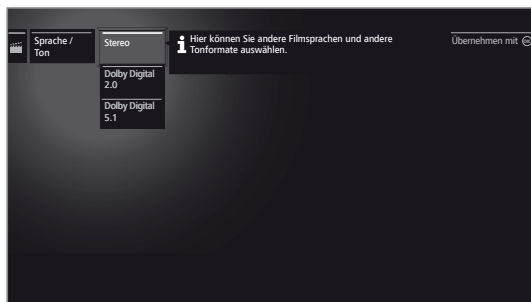 Sprache /
Ton
Stereo
Dolby Digital
2.0
Dolby Digital
5.1
Hier können Sie andere Filmsprachen und andere
Tonformate auswählen.
Übernehmen mit OK